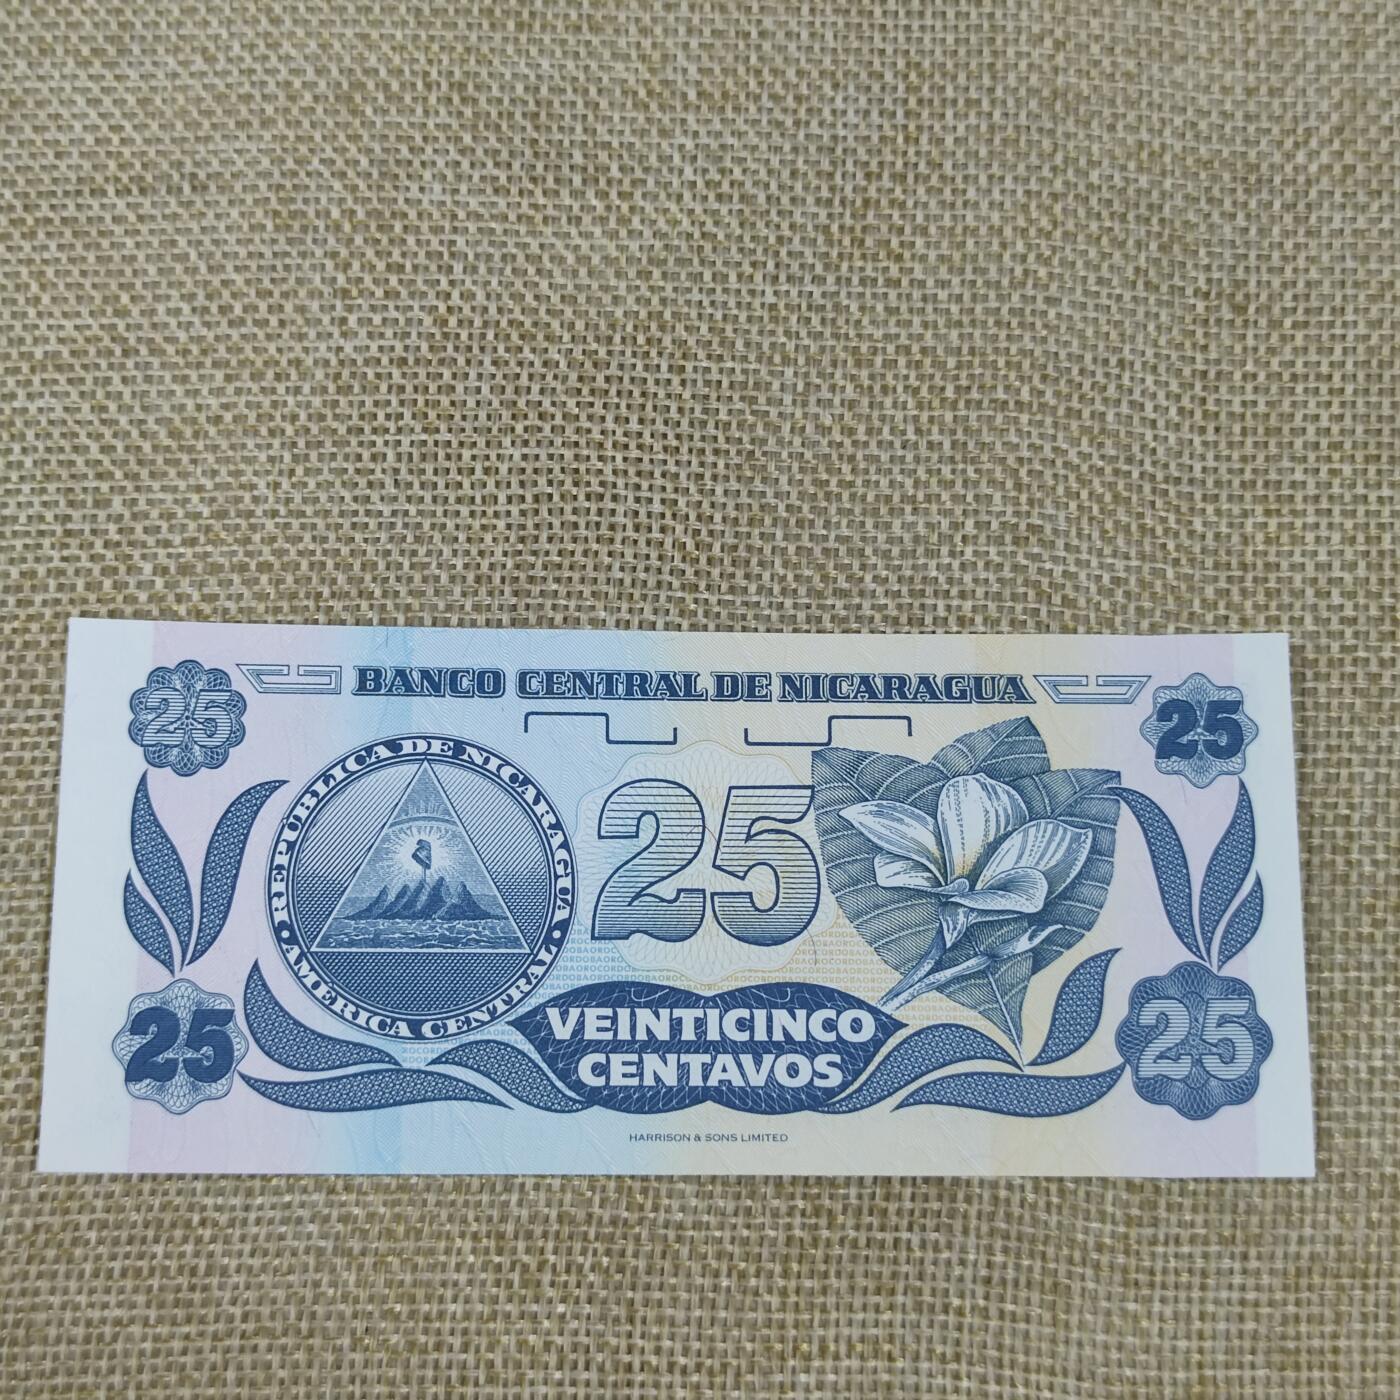 BANCO CENTRAL DE NICARAGUA
25
25
REPUBLICA DE NICARAGUA
AMERICA CENTRAL
25
VEINTICINCO
CENTAVOS
25
25
HARRISON & SONS LIMITED